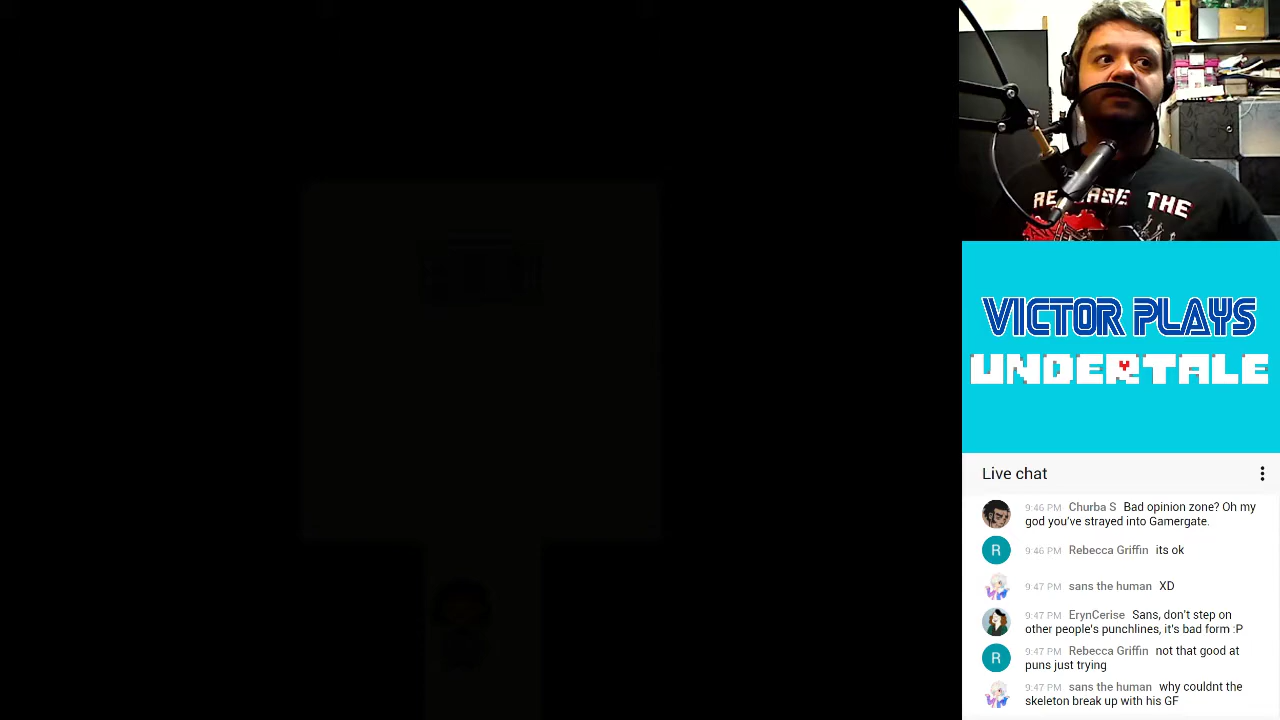 RELEASE THE
VICTOR PLAYS
UNDERTALE
Live chat
9:46 PM Churba S Bad opinion zone? Oh my
god you've strayed into Gamergate.
R 9:46 PM Rebecca Griffin its ok
9:47 PM sans the human XD
9:47 PM ErynCerise Sans, don't step on
other people's punchlines, it's bad form :P
R 9:47 PM Rebecca Griffin not that good at
puns just trying
9:47 PM sans the human why couldnt the
skeleton break up with his GF